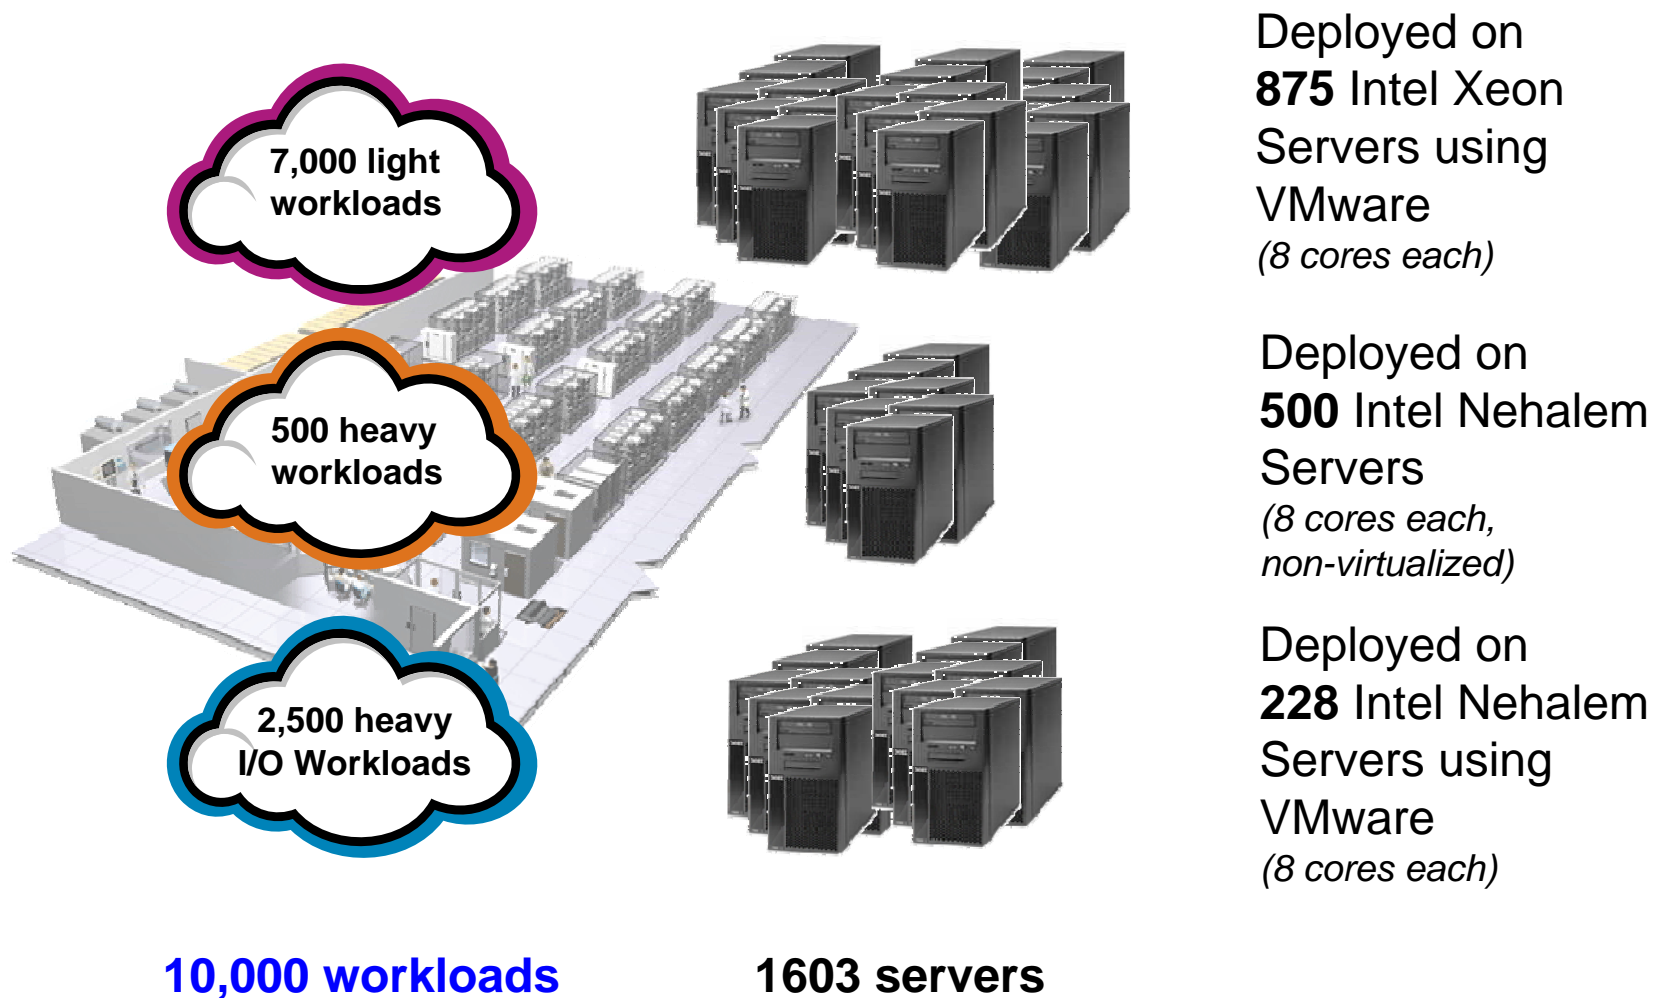 7,000 light
workloads
Deployed on
875 Intel Xeon
Servers using
VMware
(8 cores each)
500 heavy
workloads
Deployed on
500 Intel Nehalem
Servers
(8 cores each,
non-virtualized)
2,500 heavy
I/O Workloads
Deployed on
228 Intel Nehalem
Servers using
VMware
(8 cores each)
10,000 workloads
1603 servers